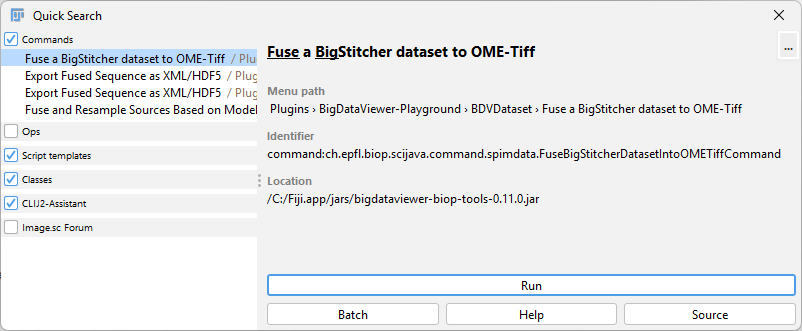 Quick Search
Commands
Fuse a BigStitcher dataset to OME-Tiff / Plu
Export Fused Sequence as XML/HDF5 / Plug
Export Fused Sequence as XML/HDF5 / Plug
Fuse and Resample Sources Based on Model
Ops
Script templates
Classes
CLIJ2-Assistant
Image.sc Forum
Fuse a BigStitcher dataset to OME-Tiff
...
Menu path
Plugins › BigDataViewer-Playground › BDVDataset › Fuse a BigStitcher dataset to OME-Tiff
Identifier
command:ch.epfl.biop.scijava.command.spimdata.FuseBigStitcherDatasetIntoOMETiffCommand
Location
/C:/Fiji.app/jars/bigdataviewer-biop-tools-0.11.0.jar
Run
Batch
Help
Source